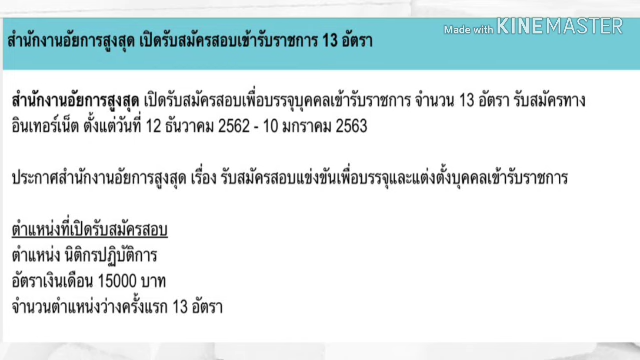 Made with KINEMASTER
สำนักงานอัยการสูงสุด เปิดรับสมัครสอบเข้ารับราชการ 13 อัตรา
สำนักงานอัยการสูงสุด เปิดรับสมัครสอบเพื่อบรรจุบุคคลเข้ารับราชการ จำนวน 13 อัตรา รับสมัครทาง
อินเทอร์เน็ต ตั้งแต่วันที่ 12 ธันวาคม 2562 - 10 มกราคม 2563
ประกาศสำนักงานอัยการสูงสุด เรื่อง รับสมัครสอบแข่งขันเพื่อบรรจุและแต่งตั้งบุคคลเข้ารับราชการ
ตำแหน่งที่เปิดรับสมัครสอบ
ตำแหน่ง นิติกรปฏิบัติการ
อัตราเงินเดือน 15000 บาท
จำนวนตำแหน่งว่างครั้งแรก 13 อัตรา